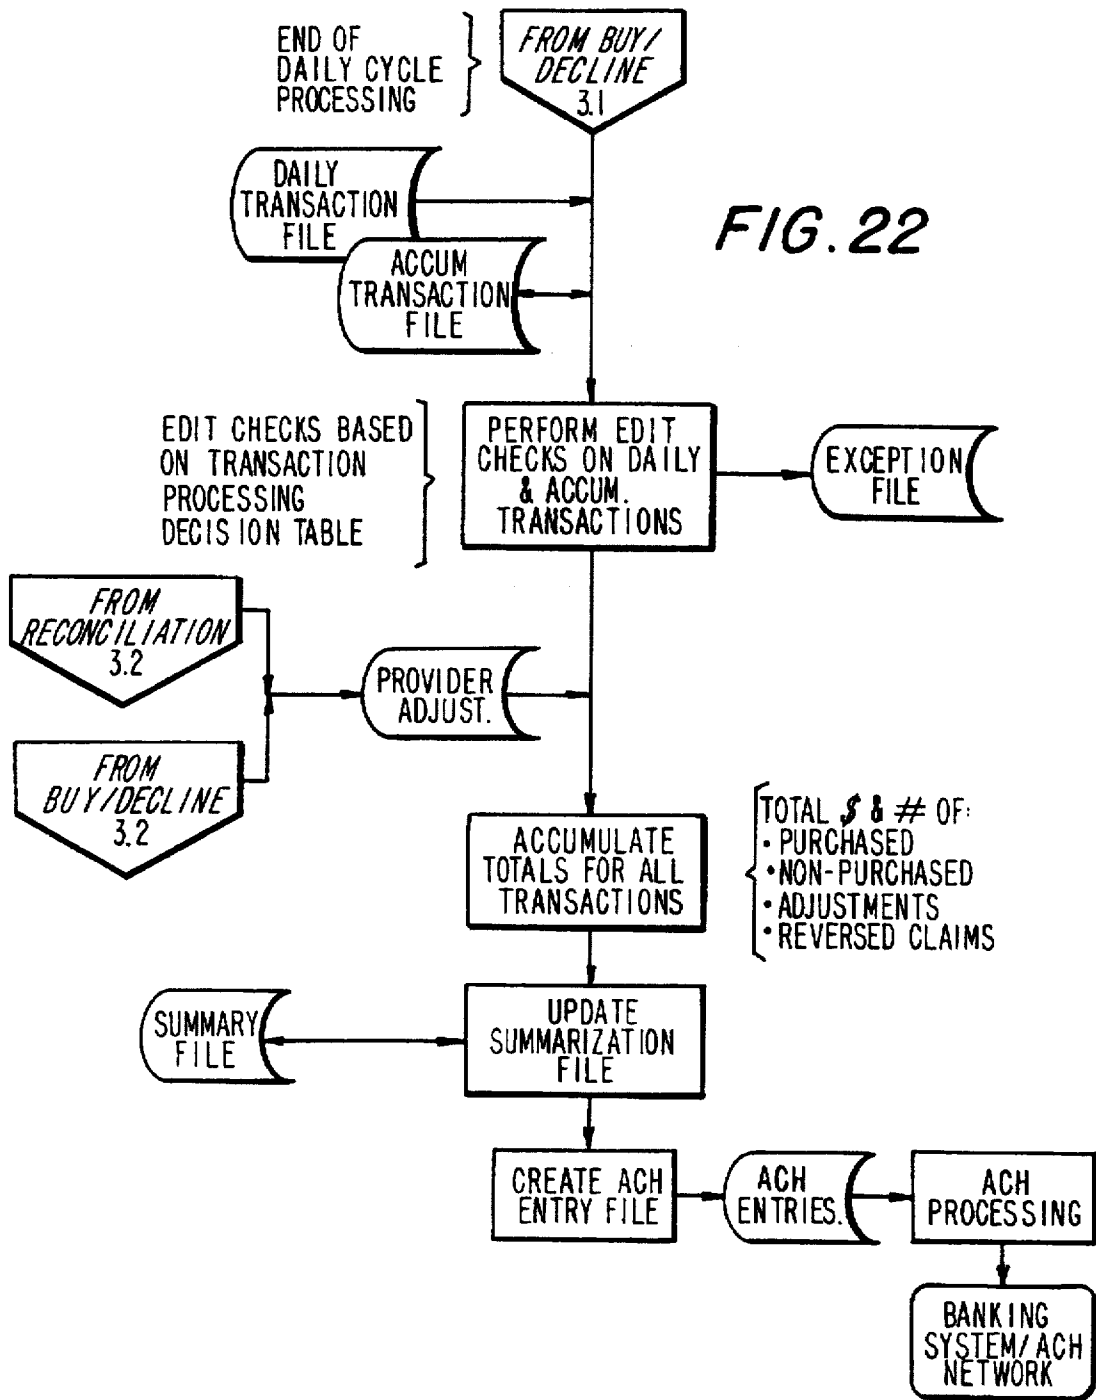 END OF
DAILY CYCLE
PROCESSING
FROM BUY/
DECLINE
3.1
DAILY
TRANSACTION
FILE
FIG.22
ACCUM
TRANSACTION
FILE
EDIT CHECKS BASED
ON TRANSACTION
PROCESSING
DECISION TABLE
PERFORM EDIT
CHECKS ON DAILY
& ACCUM.
TRANSACTIONS
EXCEPTION
FILE
FROM
RECONCILIATION
3.2
PROVIDER
ADJUST.
FROM
BUY/DECLINE
3.2
ACCUMULATE
TOTALS FOR ALL
TRANSACTIONS
TOTAL $ & # OF:
• PURCHASED
• NON-PURCHASED
• ADJUSTMENTS
• REVERSED CLAIMS
SUMMARY
FILE
UPDATE
SUMMARIZATION
FILE
CREATE ACH
ENTRY FILE
ACH
ENTRIES.
ACH
PROCESSING
BANKING
SYSTEM/ACH
NETWORK